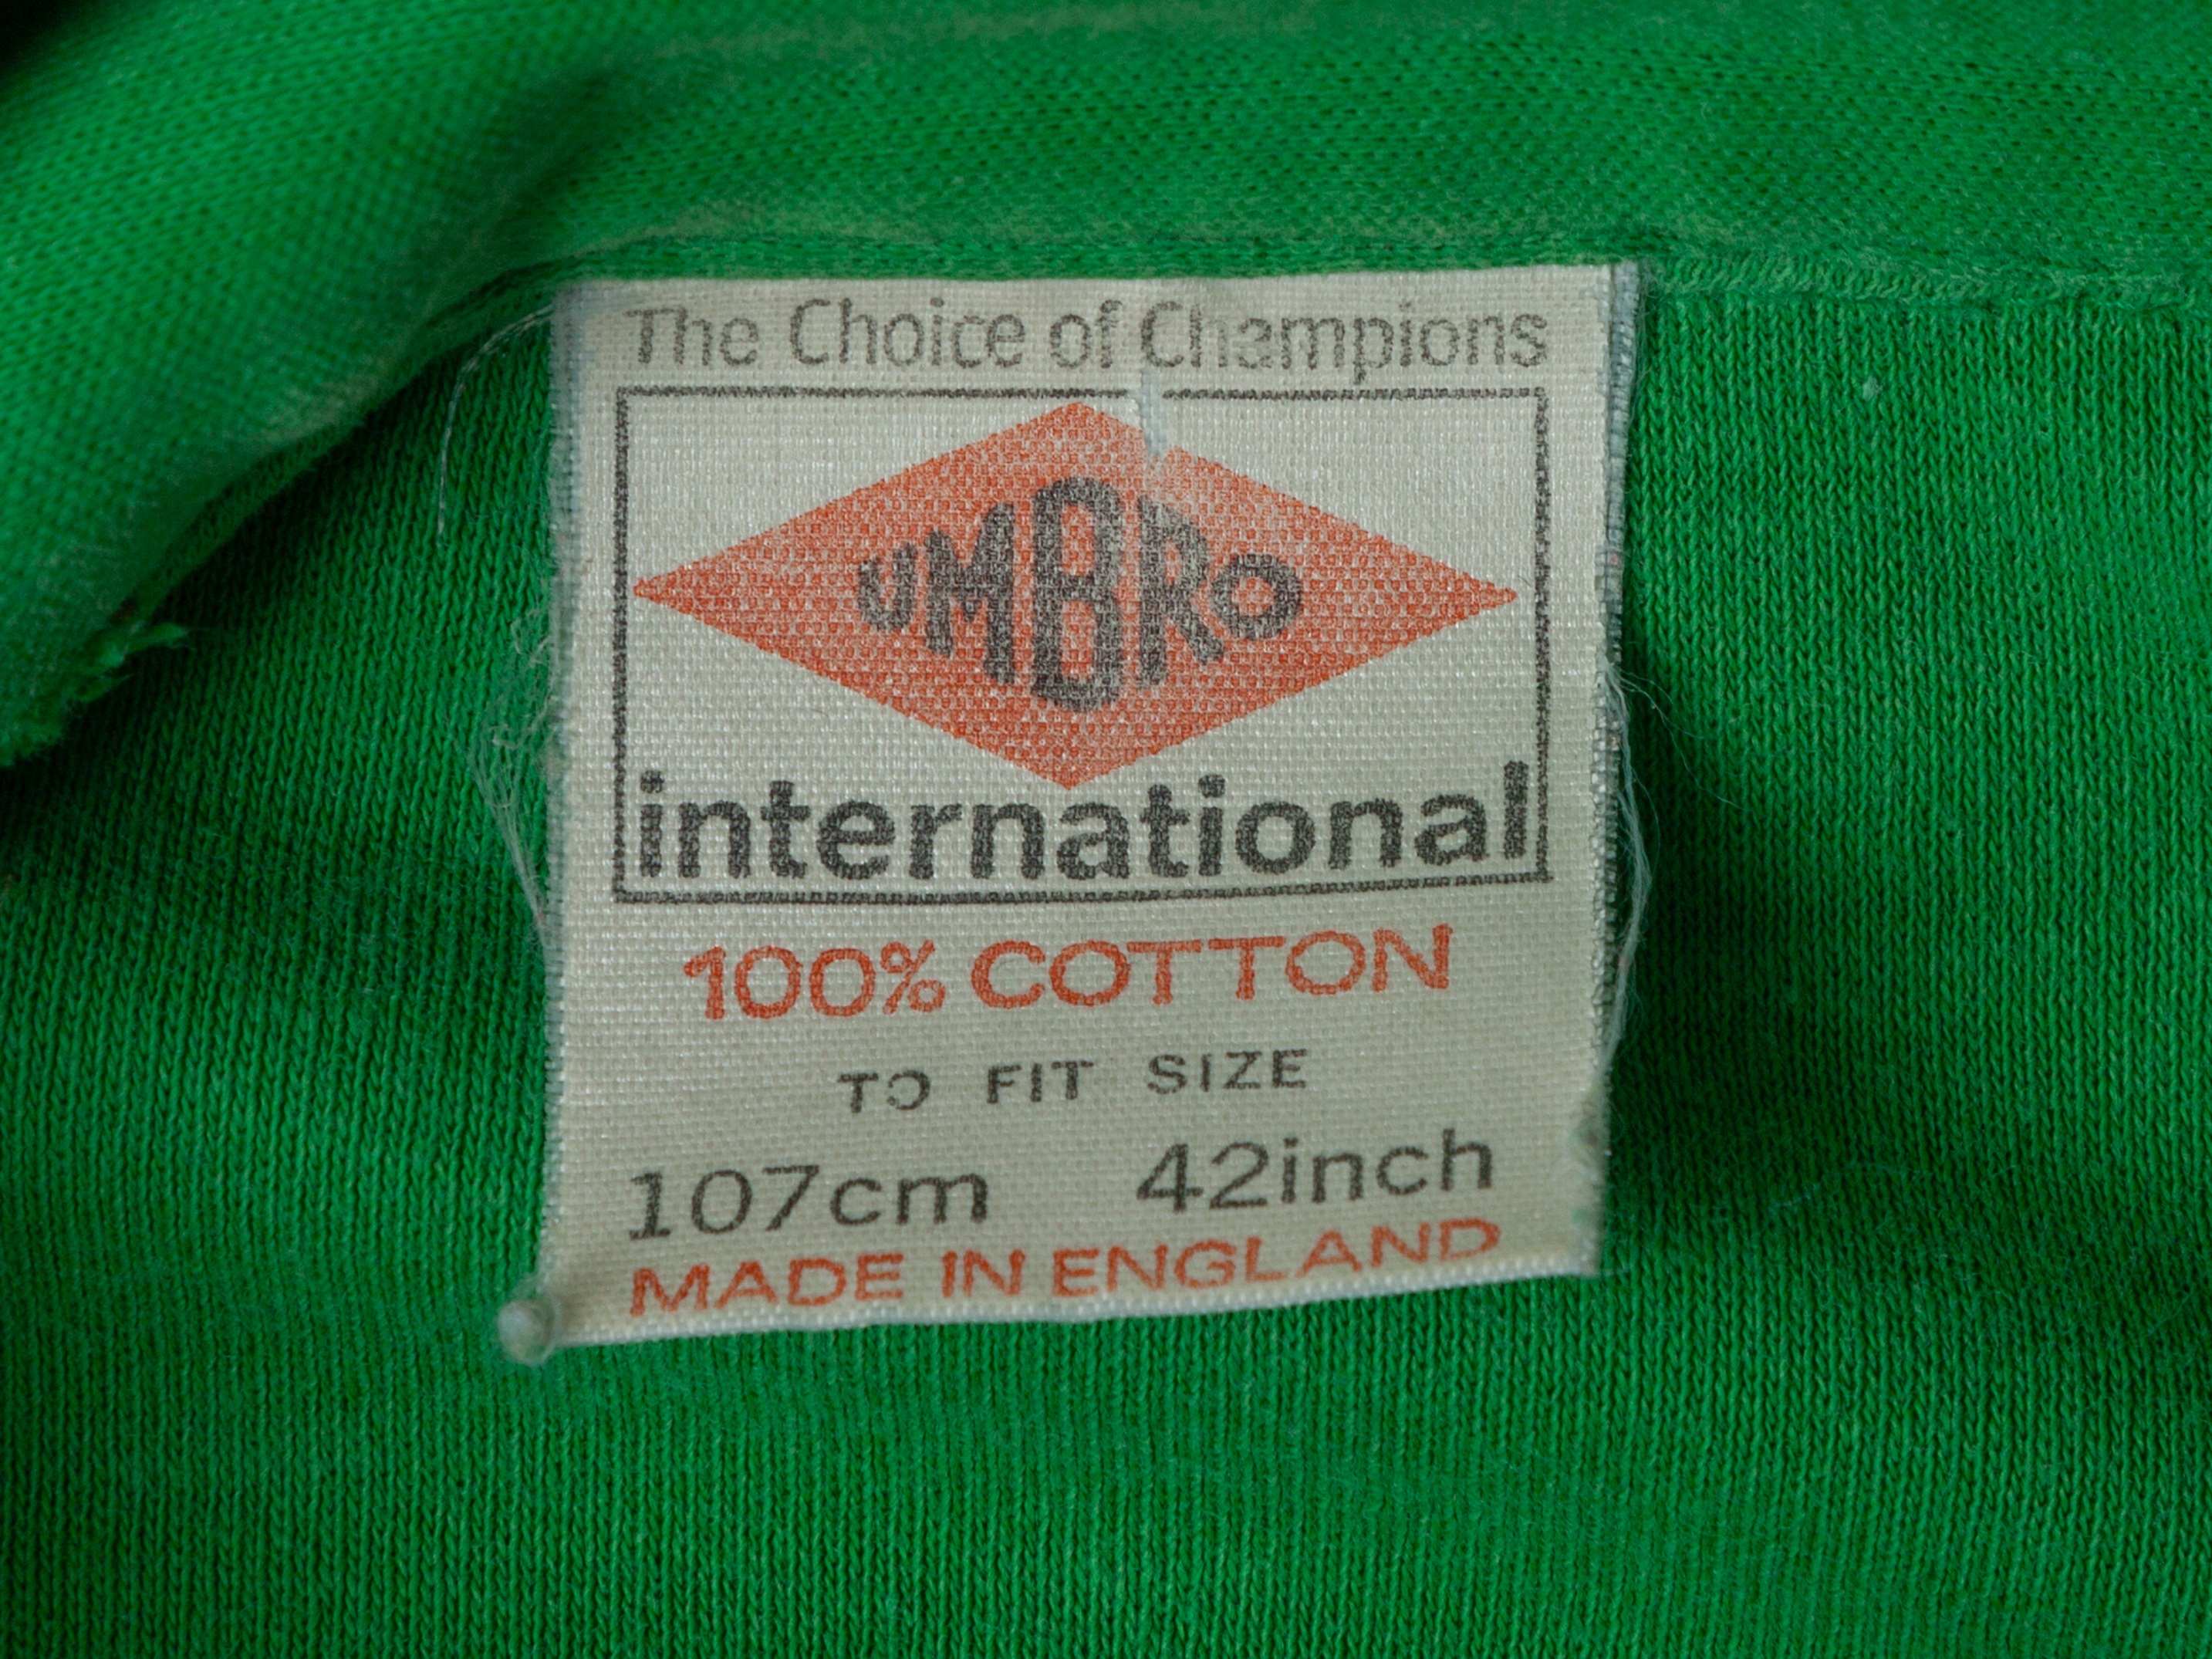 The Choice of Champions
UMBRO
international
100% COTTON
TO FIT SIZE
107cm 42inch
MADE IN ENGLAND